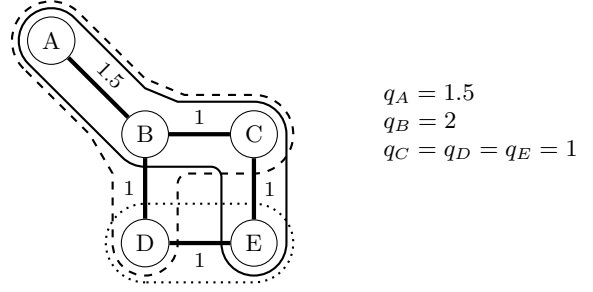 A
1.5
B
1
C
1
1
D
1
E
q_A = 1.5
q_B = 2
q_C = q_D = q_E = 1